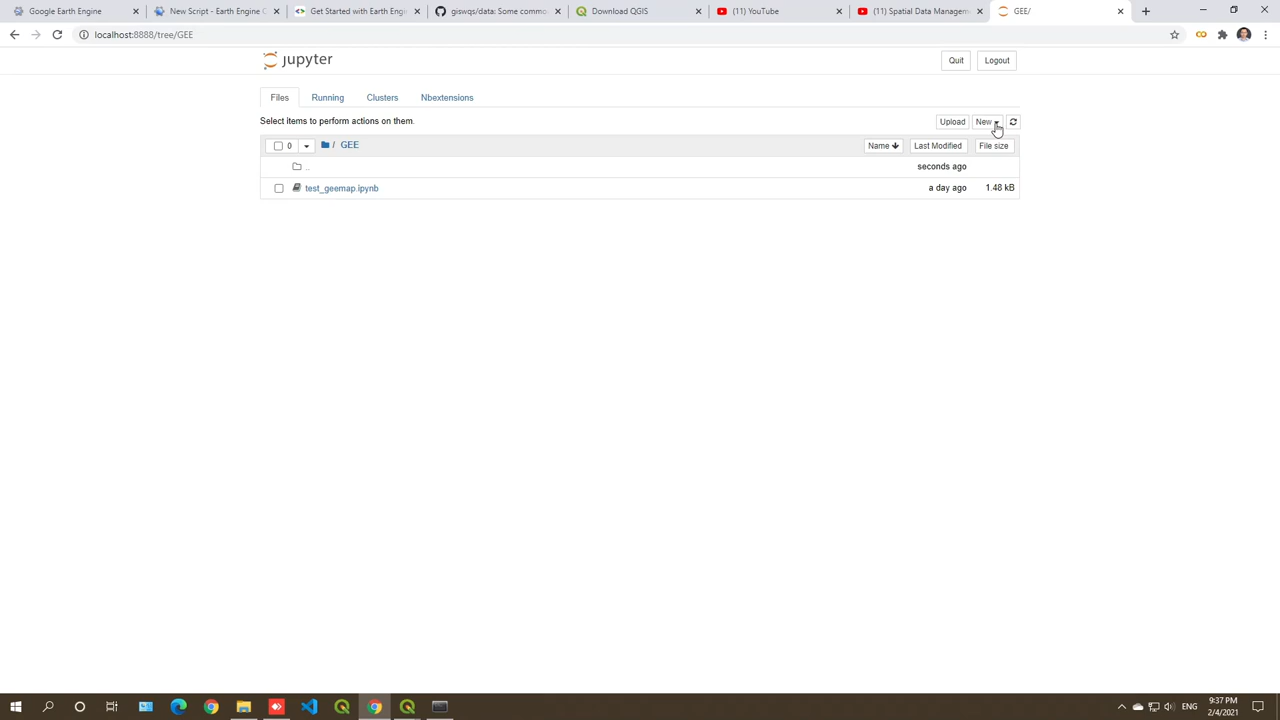 Google Earth Engine
New Script - Earth Engine C
Get Started with Earth Engin
giswqs/data: Some commo
Download QGIS
(11) YouTube
(11) Spatial Data Managem
GEE/
localhost:8888/tree/GEE
jupyter
Quit
Logout
Files
Running
Clusters
Nbextensions
Select items to perform actions on them.
Upload
New
0
/ GEE
Name
Last Modified
File size
..
seconds ago
test_geemap.ipynb
a day ago
1.48 kB
ENG
9:37 PM
2/4/2021